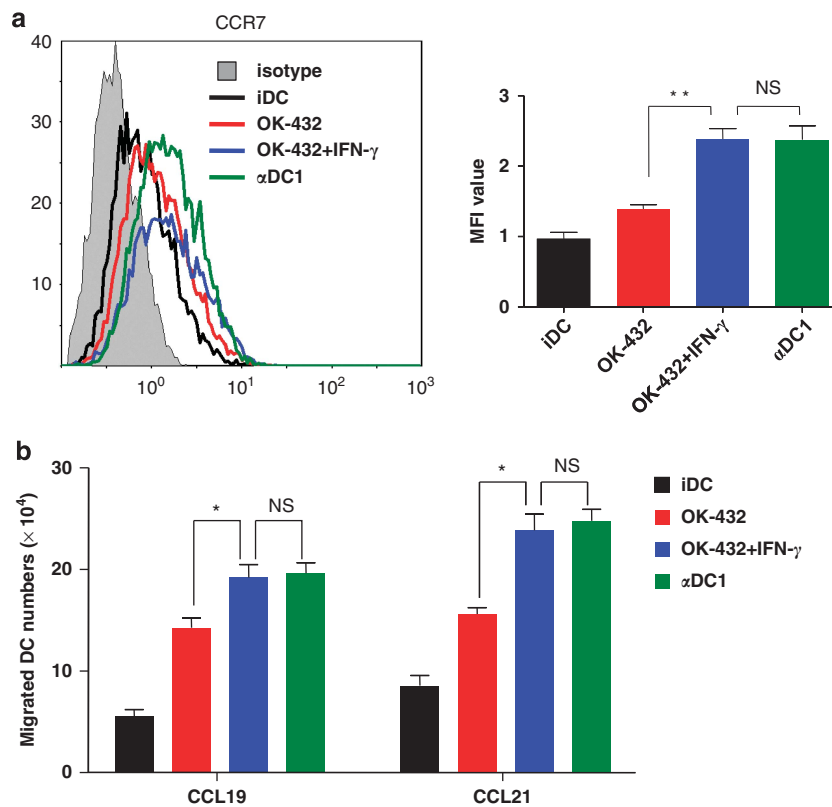 a
CCR7
40
30
20
10
10⁰
10¹
10²
10³
isotype
iDC
OK-432
OK-432+IFN-γ
αDC1
MFI value
3
2
1
0
**
NS
iDC
OK-432
OK-432+IFN-γ
αDC1
b
Migrated DC numbers (× 10⁴)
30
20
10
0
*
NS
*
NS
CCL19
CCL21
iDC
OK-432
OK-432+IFN-γ
αDC1